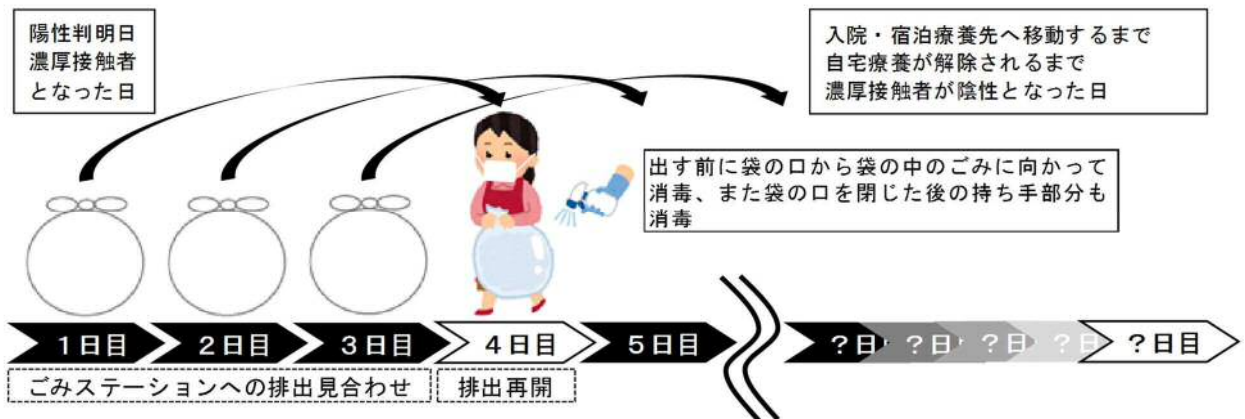 陽性判明日
濃厚接触者
となった日
入院・宿泊療養先へ移動するまで
自宅療養が解除されるまで
濃厚接触者が陰性となった日
出す前に袋の口から袋の中のごみに向かって
消毒、また袋の口を閉じた後の持ち手部分も
消毒
1日目
2日目
3日目
4日目
5日目
?日
?日
?日
?日
?日目
ごみステーションへの排出見合わせ
排出再開